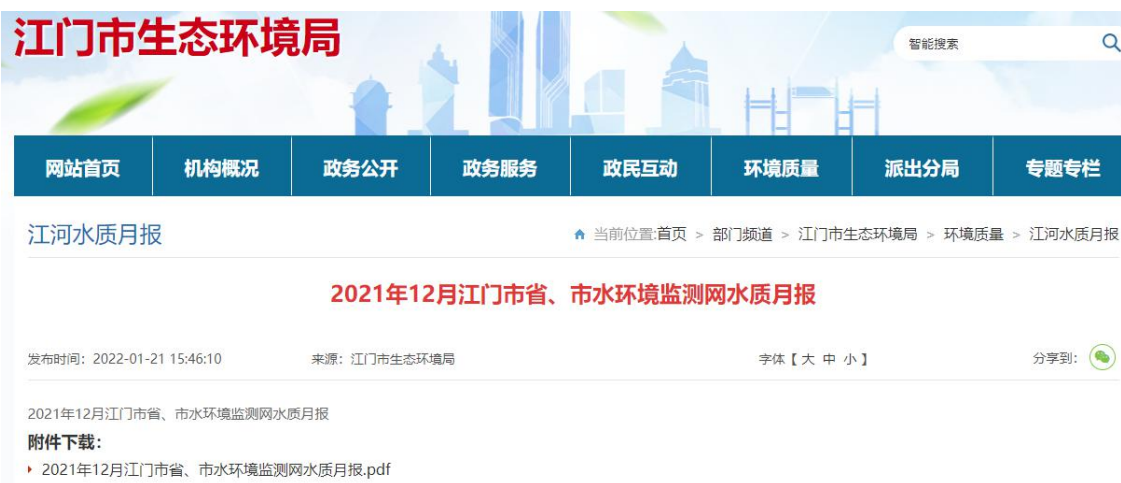 江门市生态环境局
智能搜索
网站首页 机构概况 政务公开 政务服务 政民互动 环境质量 派出分局 专题专栏
江河水质月报 当前位置:首页 > 部门频道 > 江门市生态环境局 > 环境质量 > 江河水质月报
2021年12月江门市省、市水环境监测网水质月报
发布时间：2022-01-21 15:46:10 来源：江门市生态环境局 字体【 大 中 小 】 分享到：
2021年12月江门市省、市水环境监测网水质月报
附件下载：
2021年12月江门市省、市水环境监测网水质月报.pdf